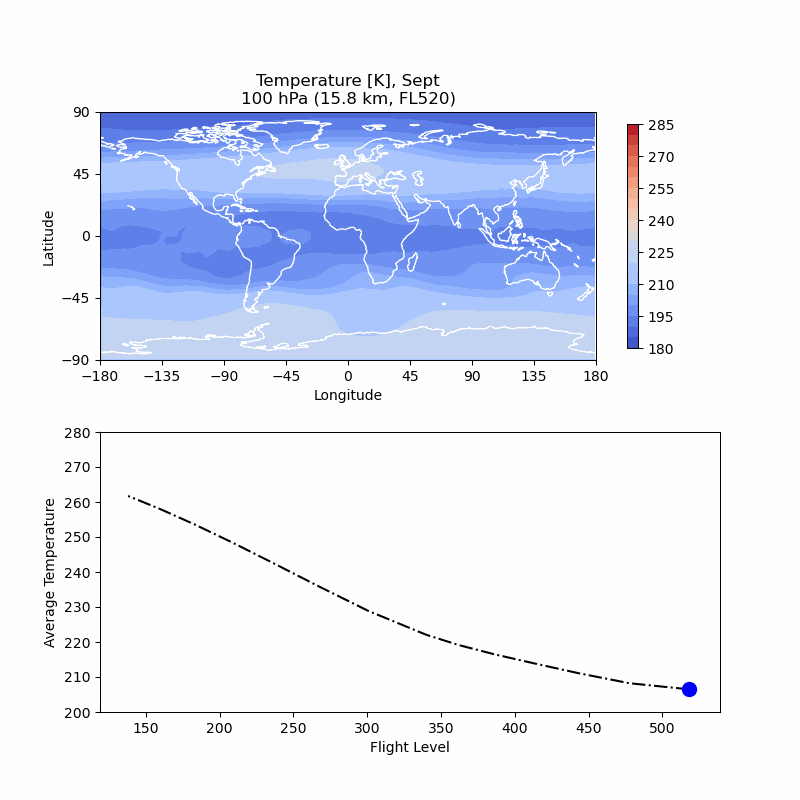 Temperature [K], Sept
100 hPa (15.8 km, FL520)
90
45
0
−45
−90
Latitude
−180 −135 −90 −45 0 45 90 135 180
Longitude
285
270
255
240
225
210
195
180
280
270
260
250
240
230
220
210
200
Average Temperature
150 200 250 300 350 400 450 500
Flight Level